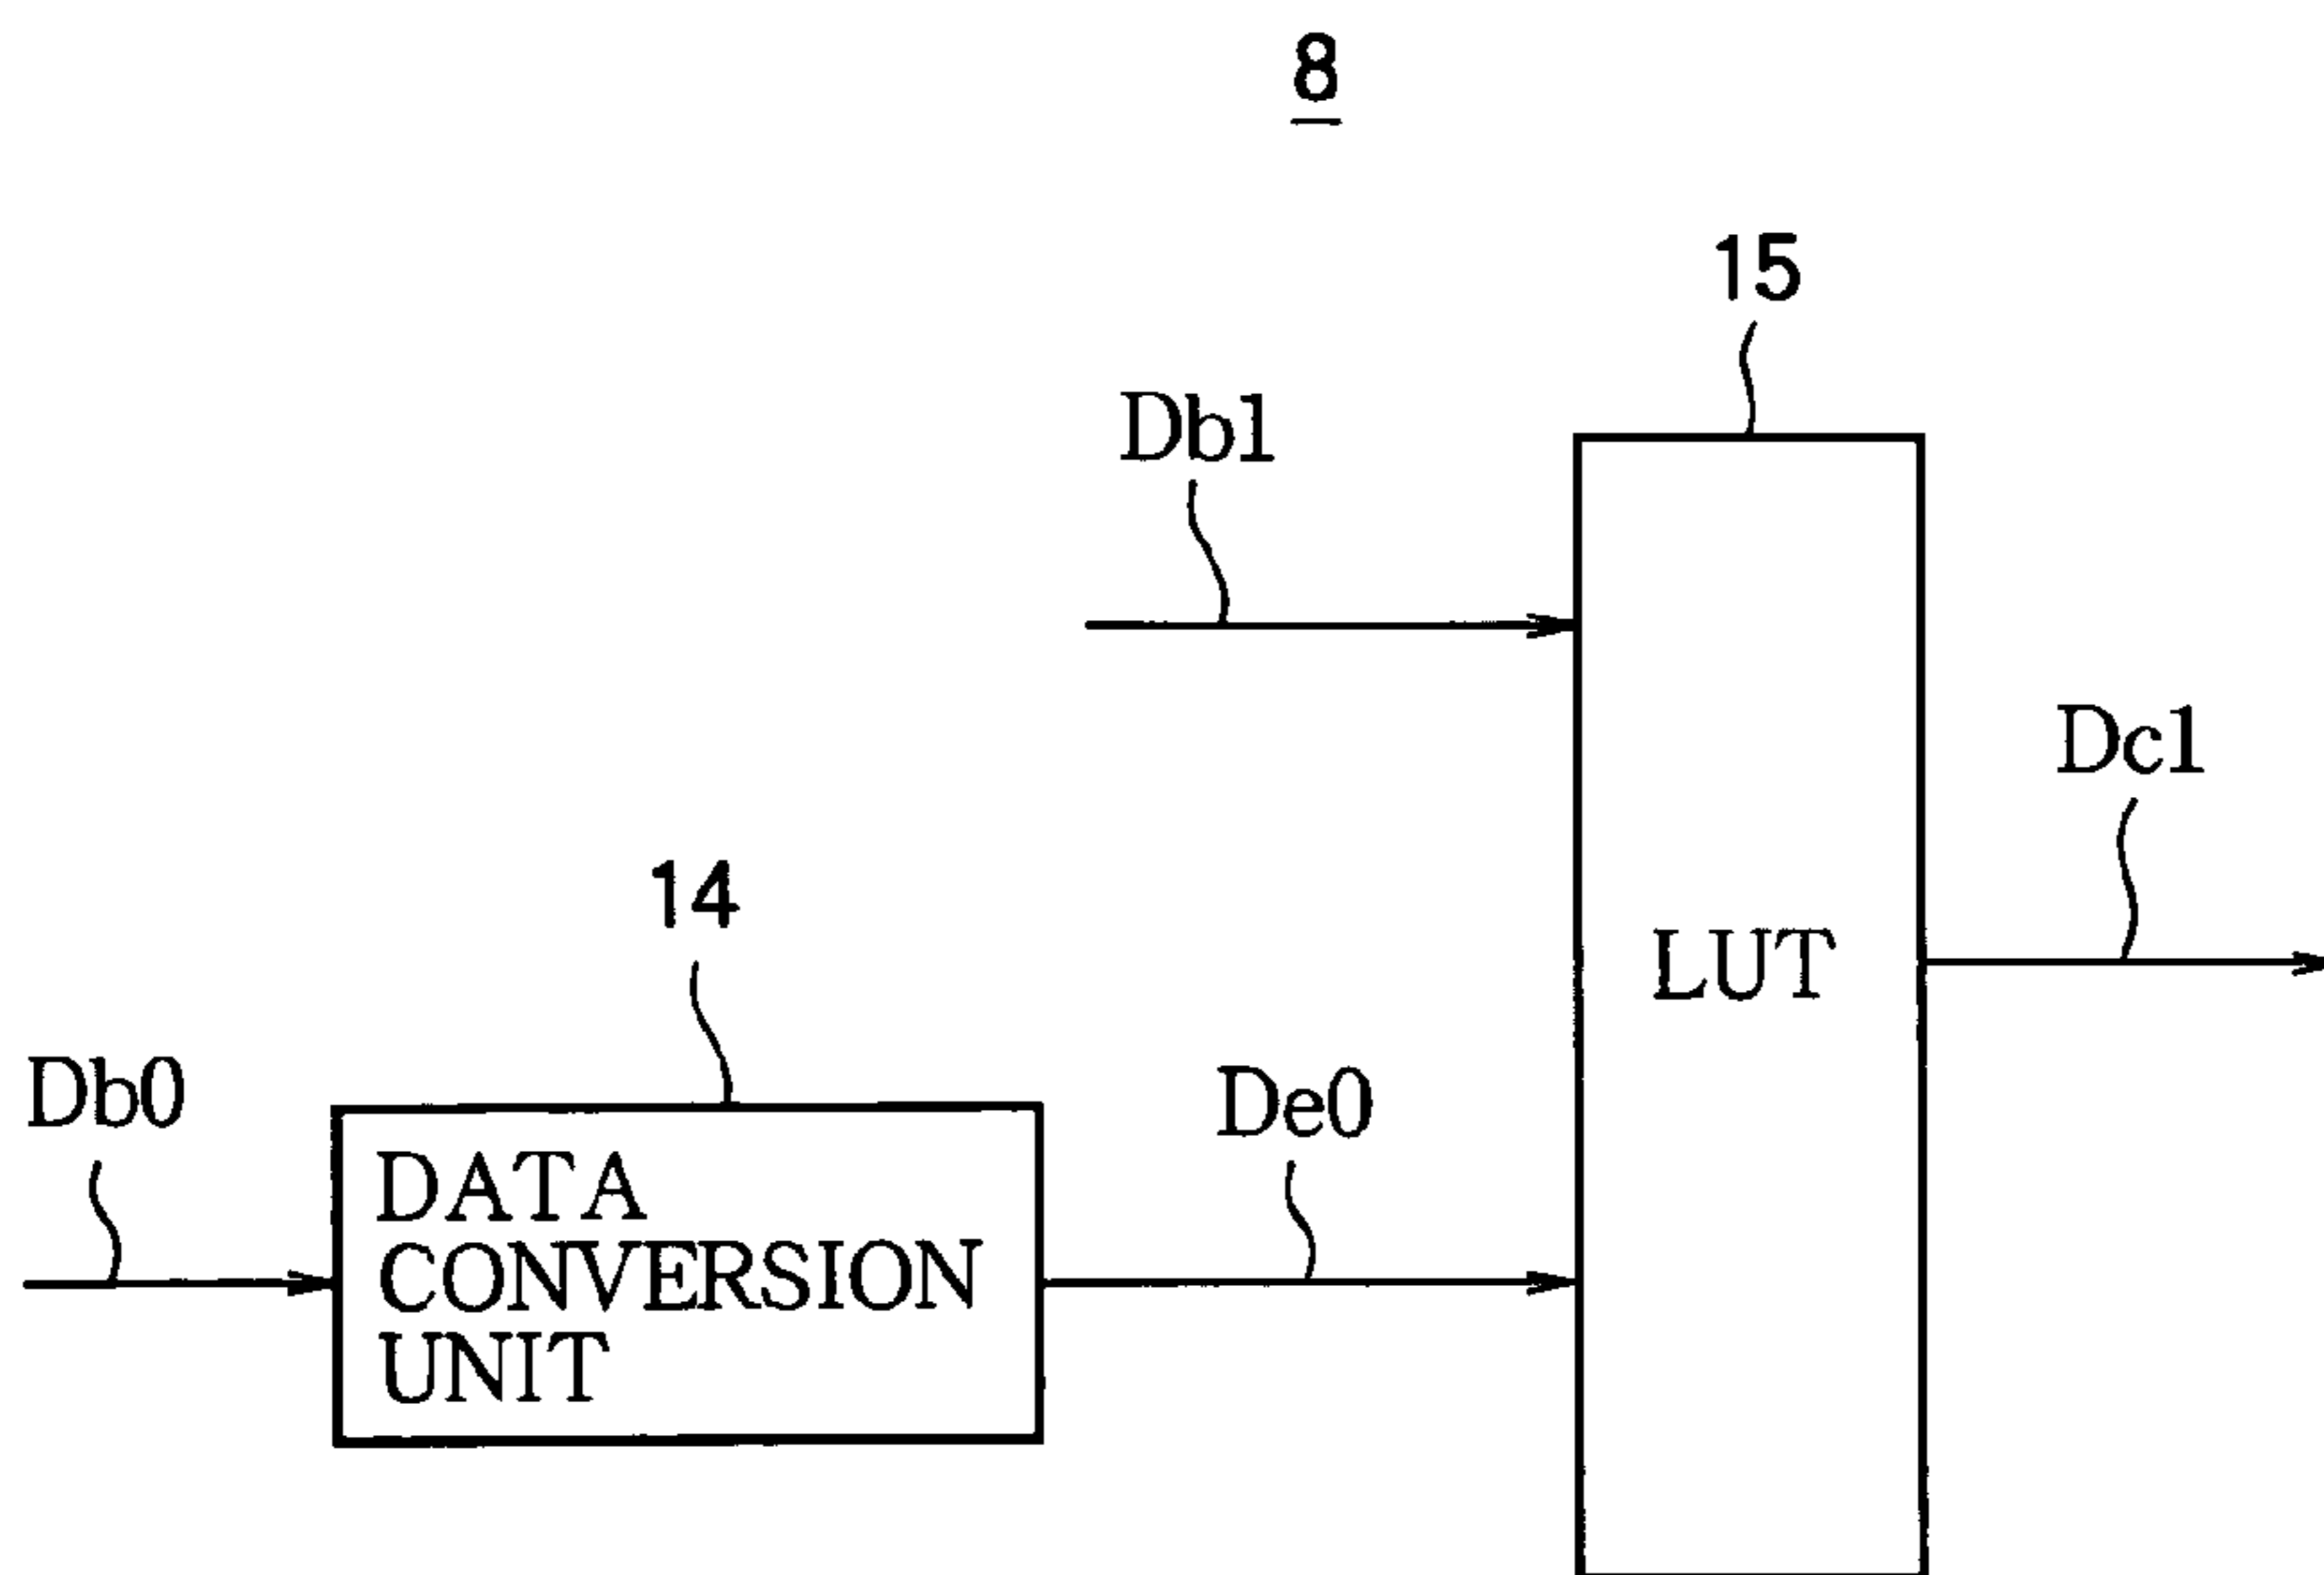 8
15
Db1
Dc1
14
LUT
Db0
De0
DATA
CONVERSION
UNIT